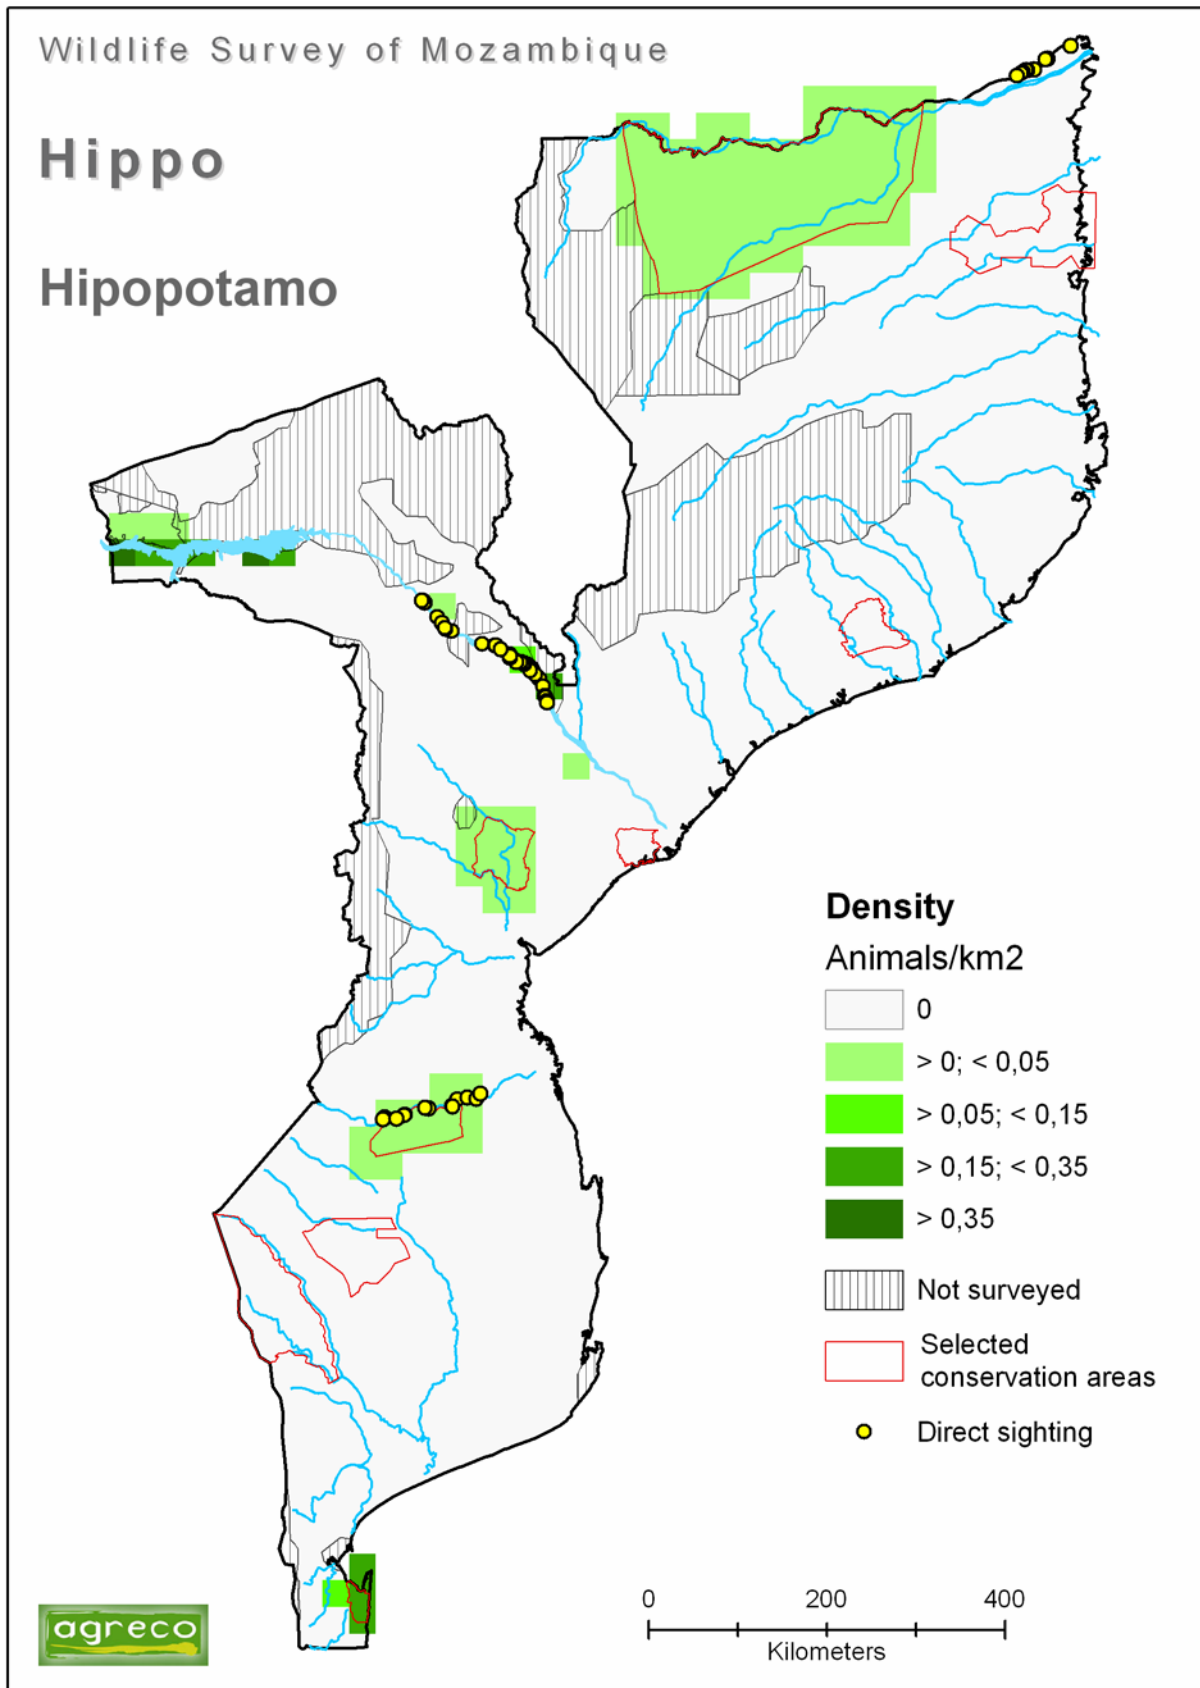 Wildlife Survey of Mozambique
Hippo
Hipopotamo
Density
Animals/km2
0
> 0; < 0,05
> 0,05; < 0,15
> 0,15; < 0,35
> 0,35
Not surveyed
Selected
conservation areas
Direct sighting
agreco
0 200 400
Kilometers